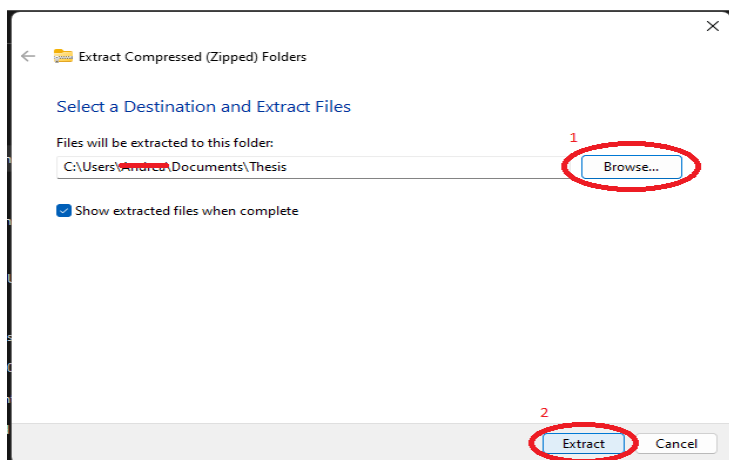 Extract Compressed (Zipped) Folders
Select a Destination and Extract Files
Files will be extracted to this folder:
1
C:\Users\ \Documents\Thesis
Browse...
Show extracted files when complete
2
Extract
Cancel